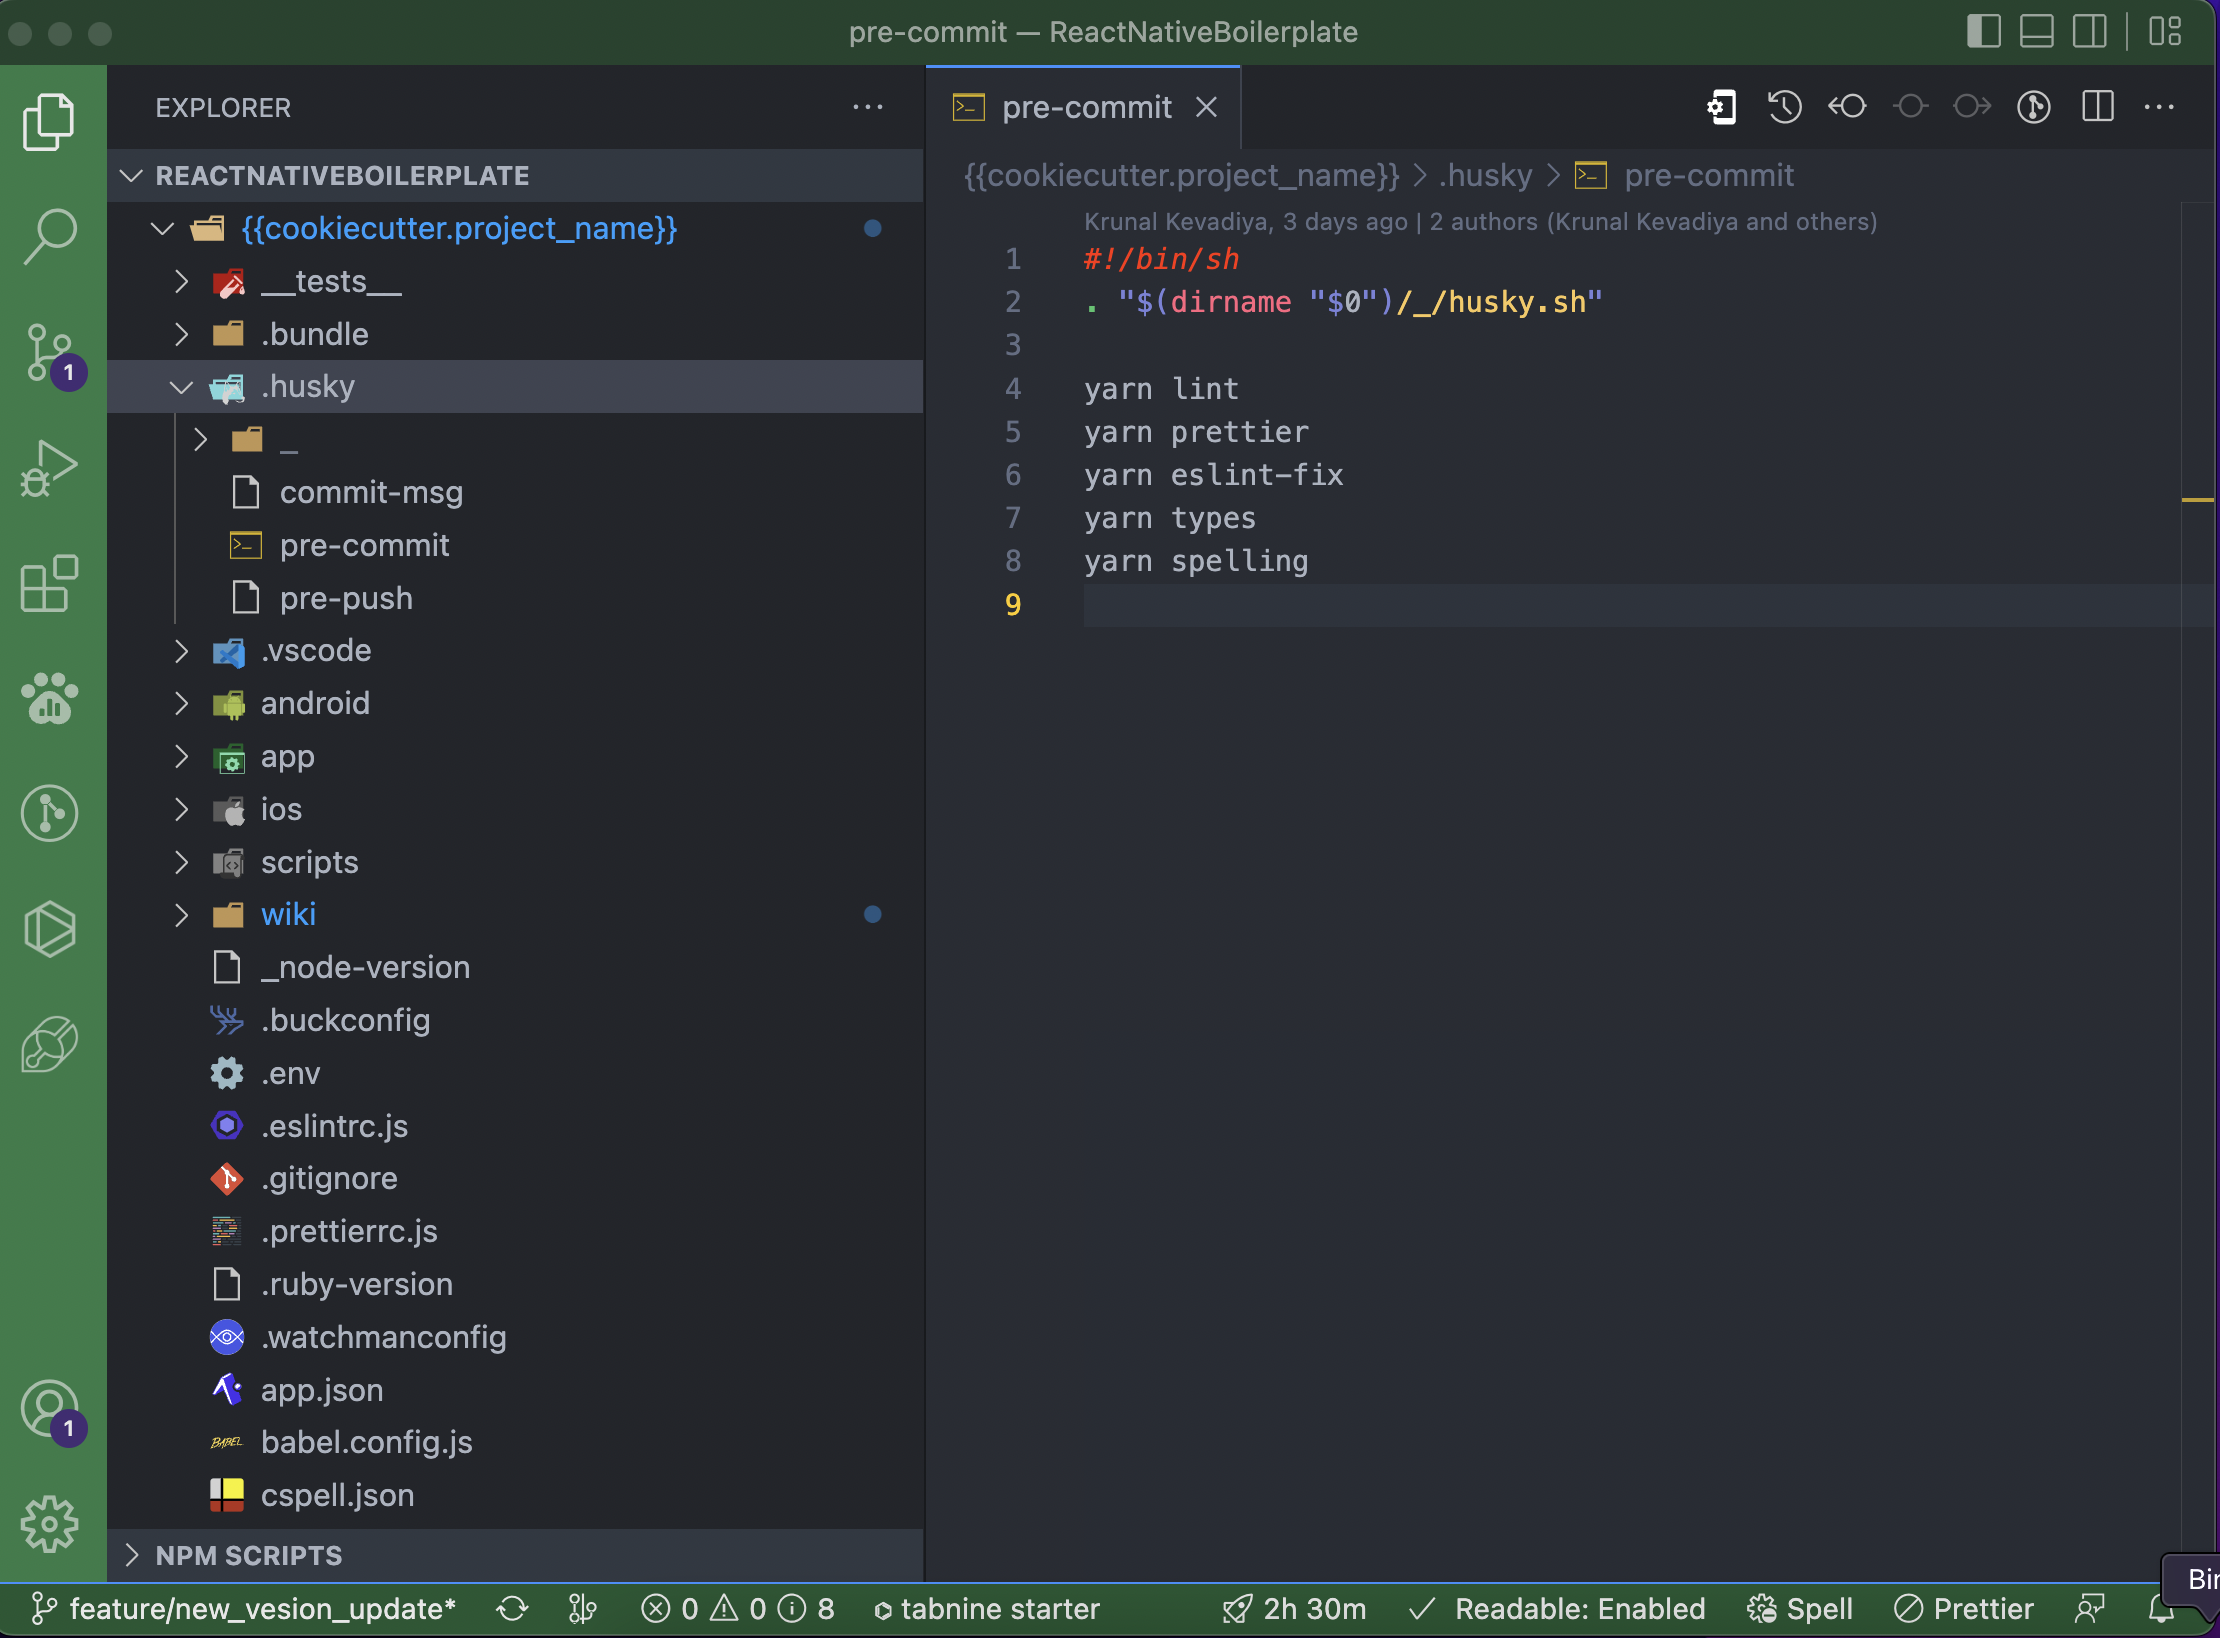 pre-commit — ReactNativeBoilerplate
EXPLORER
REACTNATIVEBOILERPLATE
{{cookiecutter.project_name}}
__tests__
.bundle
.husky
_
commit-msg
pre-commit
pre-push
.vscode
android
app
ios
scripts
wiki
_node-version
.buckconfig
.env
.eslintrc.js
.gitignore
.prettierrc.js
.ruby-version
.watchmanconfig
app.json
BABEL babel.config.js
cspell.json
NPM SCRIPTS
1
1
pre-commit
{{cookiecutter.project_name}} > .husky > pre-commit
Krunal Kevadiya, 3 days ago | 2 authors (Krunal Kevadiya and others)
1 #!/bin/sh
2 . "$(dirname "$0")/_/husky.sh"
3
4 yarn lint
5 yarn prettier
6 yarn eslint-fix
7 yarn types
8 yarn spelling
9
feature/new_vesion_update* 0 0 8 tabnine starter 2h 30m Readable: Enabled Spell Prettier